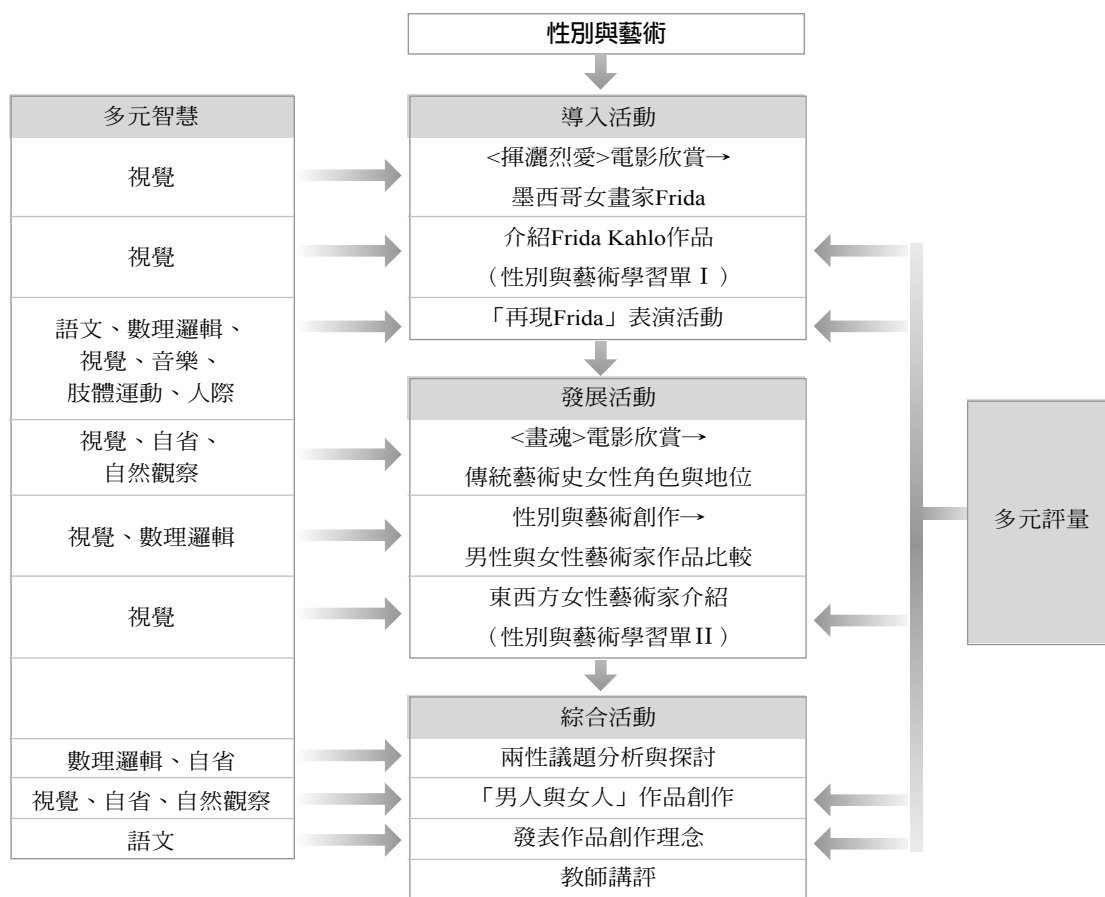 性別與藝術
多元智慧
視覺
視覺
語文、數理邏輯、
視覺、音樂、
肢體運動、人際
視覺、自省、
自然觀察
視覺、數理邏輯
視覺
數理邏輯、自省
視覺、自省、自然觀察
語文
導入活動
<揮灑烈愛>電影欣賞→
墨西哥女畫家Frida
介紹Frida Kahlo作品
（性別與藝術學習單Ⅰ）
「再現Frida」表演活動
發展活動
<畫魂>電影欣賞→
傳統藝術史女性角色與地位
性別與藝術創作→
男性與女性藝術家作品比較
東西方女性藝術家介紹
（性別與藝術學習單II）
綜合活動
兩性議題分析與探討
「男人與女人」作品創作
發表作品創作理念
教師講評
多元評量